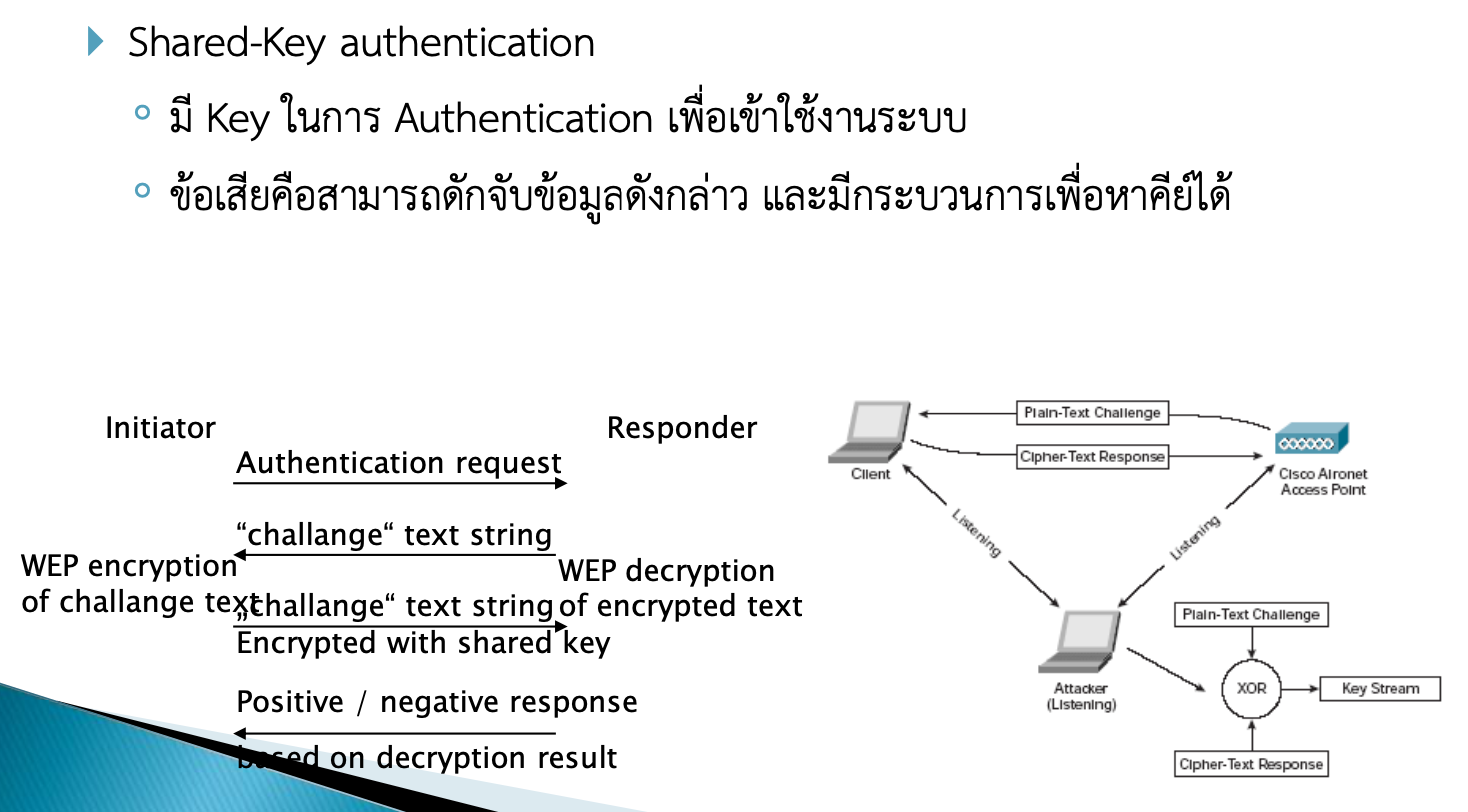 Shared-Key authentication
มี Key ในการ Authentication เพื่อเข้าใช้งานระบบ
ข้อเสียคือสามารถดักจับข้อมูลดังกล่าว และมีกระบวนการเพื่อหาคีย์ได้
Initiator
Responder
Authentication request
“challange“ text string
WEP encryption
of challange text
WEP decryption
of encrypted text
„challange“ text string
Encrypted with shared key
Positive / negative response
based on decryption result
Plain-Text Challenge
Cipher-Text Response
Client
Cisco Aironet
Access Point
Listening
Listening
Attacker
(Listening)
Plain-Text Challenge
XOR
Key Stream
Cipher-Text Response